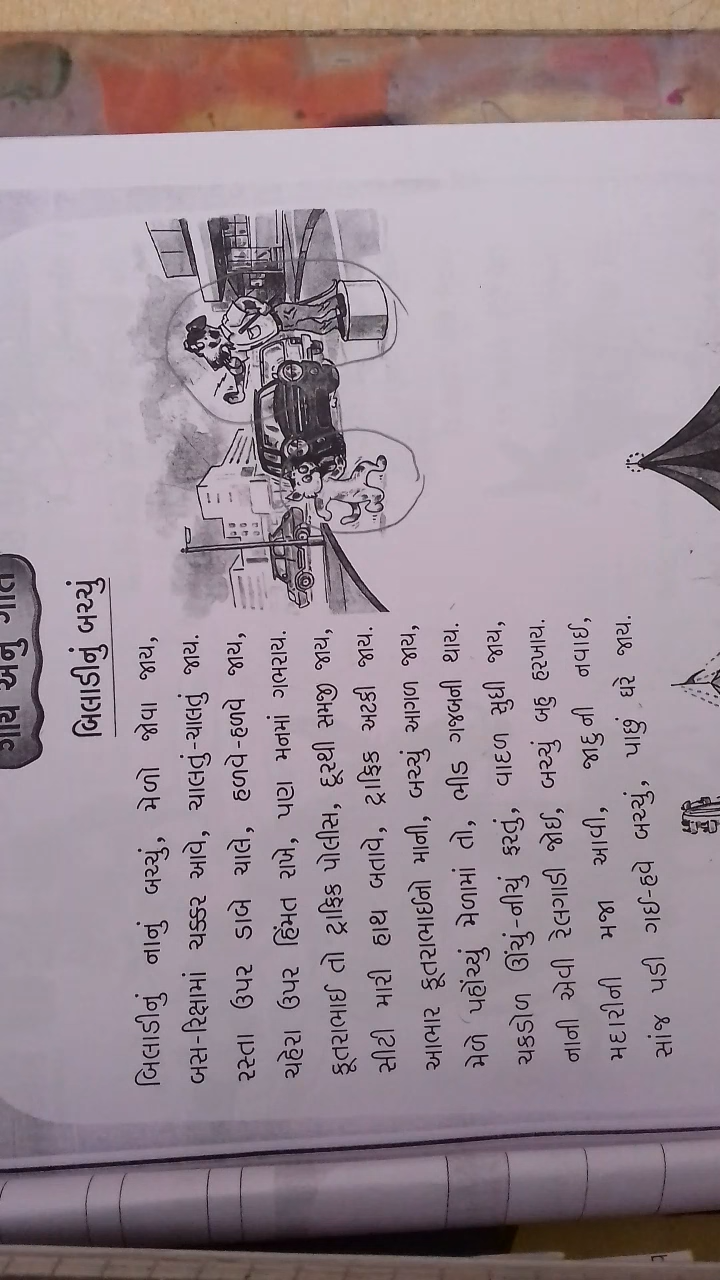 ગાય અનુ ગીત
બિલાડીનું બચ્ચું
બિલાડીનું નાનું બચ્ચું, મેળો જોવા જાય,
બસ-રિક્ષામાં ચક્કર આવે, ચાલતું-ચાલતું જાય.
રસ્તા ઉપર ડાબે ચાલે, હળવે-હળવે જાય,
ચહેરા ઉપર હિંમત રાખે, પણ મનમાં ગભરાય.
કૂતરાભાઈ તો ટ્રાફિક પોલીસ, દૂરથી સમજી જાય,
સીટી મારી હાથ બતાવે, ટ્રાફિક અટકી જાય.
આભાર કૂતરાભાઈનો માની, બચ્ચું આગળ જાય,
મેળે પહોંચ્યું મેળામાં તો, ભીડ ગજબની થાય.
ચકડોળ ઊંચું-નીચું ફરતું, વાદળ સુધી જાય,
નાની એવી રેલગાડી જોઈ, બચ્ચું બહુ હરખાય.
મદારીની મજા આવી, જાદુની નવાઈ,
સાંજ પડી ગઈ-હવે બચ્ચું, પાછું ઘરે જાય.